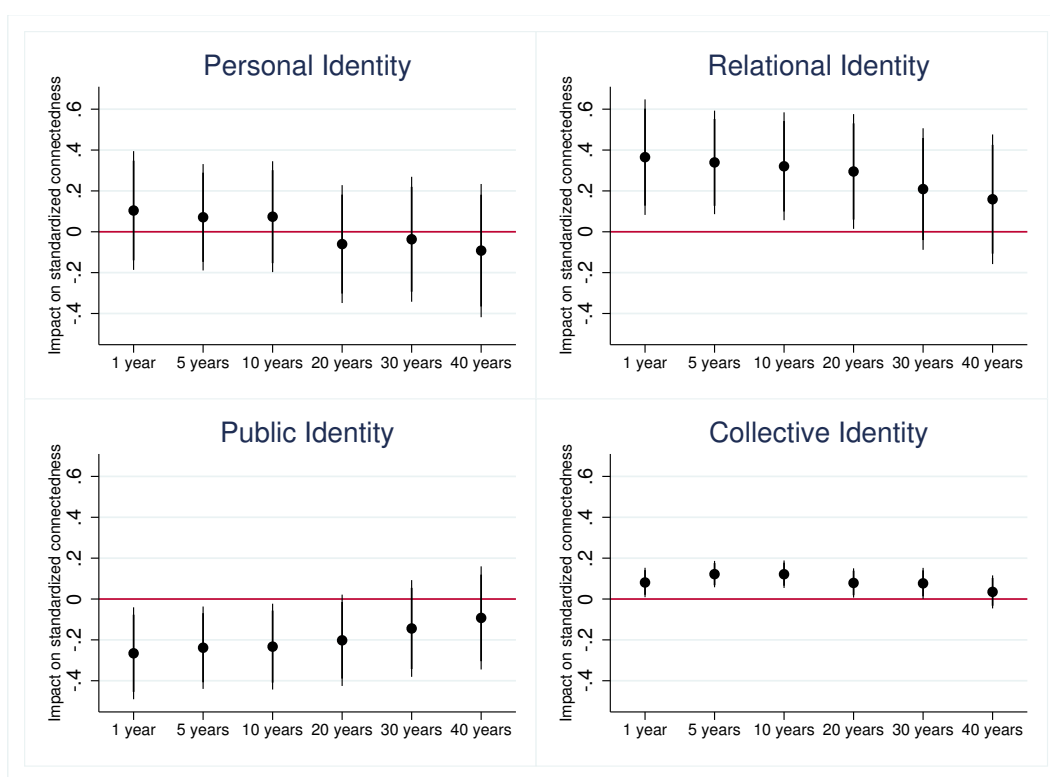 Personal Identity
Impact on standardized connectedness
.6
.4
.2
0
-.2
-.4
1 year 5 years 10 years 20 years 30 years 40 years
Relational Identity
Impact on standardized connectedness
.6
.4
.2
0
-.2
-.4
1 year 5 years 10 years 20 years 30 years 40 years
Public Identity
Impact on standardized connectedness
.6
.4
.2
0
-.2
-.4
1 year 5 years 10 years 20 years 30 years 40 years
Collective Identity
Impact on standardized connectedness
.6
.4
.2
0
-.2
-.4
1 year 5 years 10 years 20 years 30 years 40 years